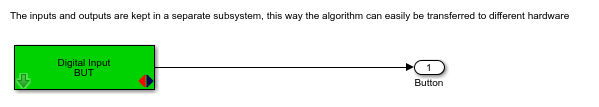 The inputs and outputs are kept in a separate subsystem, this way the algorithm can easily be transferred to different hardware
Digital Input
BUT
1
Button